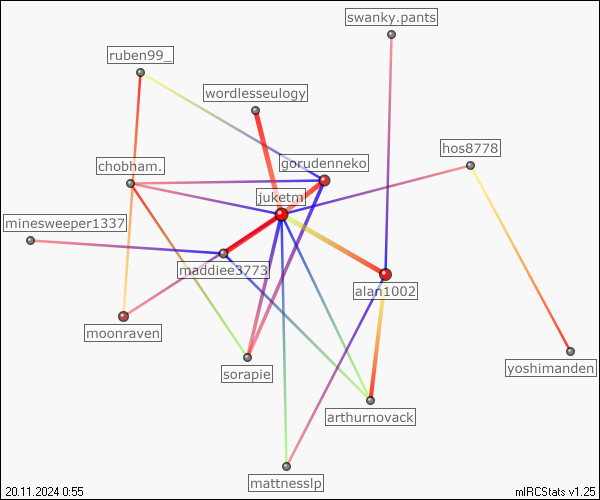 swanky.pants
ruben99_
wordlesseulogy
hos8778
gorudenneko
chobham.
juketm
minesweeper1337
maddiee3773
alan1002
moonraven
yoshimanden
sorapie
arthurnovack
mattnesslp
20.11.2024 0:55
mIRCStats v1.25